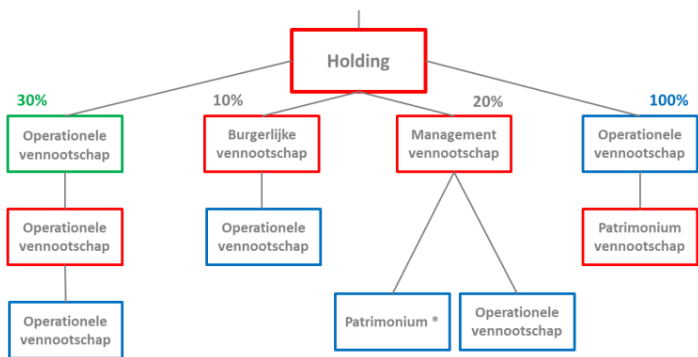 Holding
30%
10%
20%
100%
Operationele
vennootschap
Burgerlijke
vennootschap
Management
vennootschap
Operationele
vennootschap
Operationele
vennootschap
Operationele
vennootschap
Patrimonium
vennootschap
Operationele
vennootschap
Patrimonium *
Operationele
vennootschap